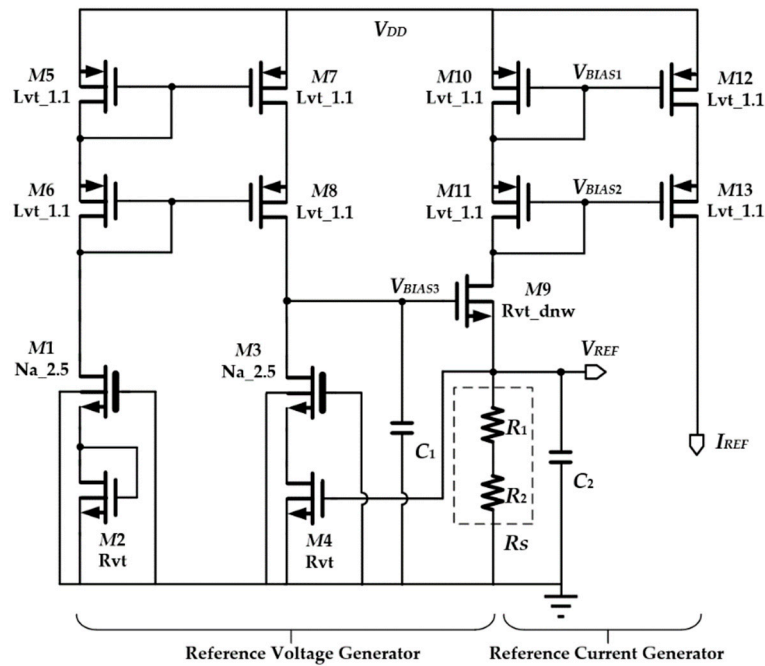 VDD
M5
Lvt_1.1
M7
Lvt_1.1
M10
Lvt_1.1
VBIAS1
M12
Lvt_1.1
M6
Lvt_1.1
M8
Lvt_1.1
M11
Lvt_1.1
VBIAS2
M13
Lvt_1.1
VBIAS3
M9
Rvt_dnw
M1
Na_2.5
M3
Na_2.5
VREF
R1
C1
R2
C2
IREF
M2
Rvt
M4
Rvt
Rs
Reference Voltage Generator
Reference Current Generator